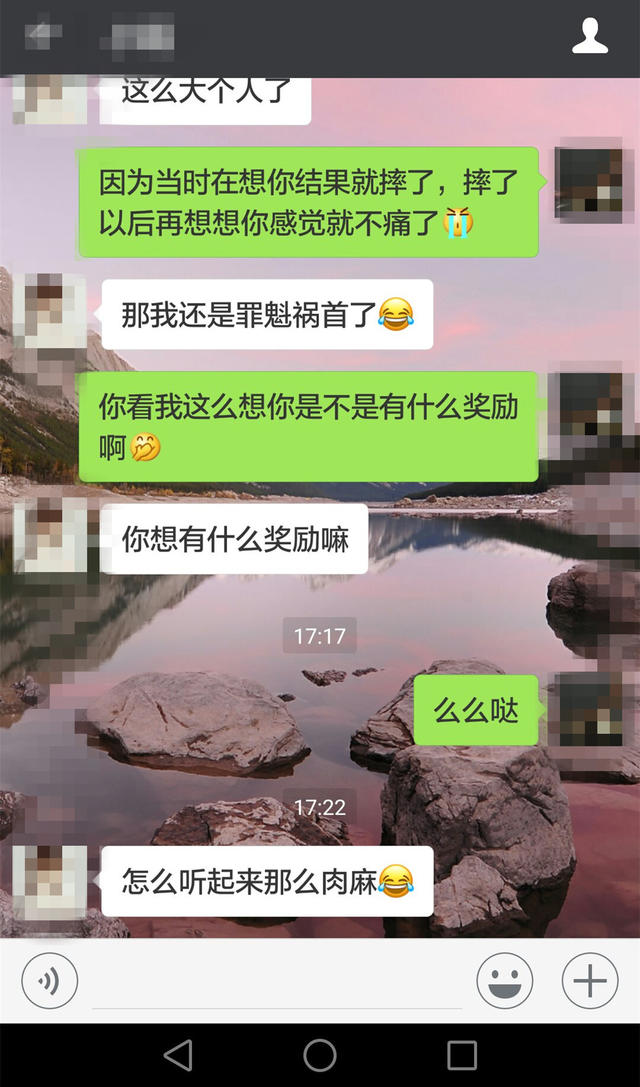 这么大个人了
因为当时在想你结果就摔了，摔了
以后再想想你感觉就不痛了😭
那我还是罪魁祸首了😂
你看我这么想你是不是有什么奖励
啊🤭
你想有什么奖励嘛
17:17
么么哒
17:22
怎么听起来那么肉麻😂